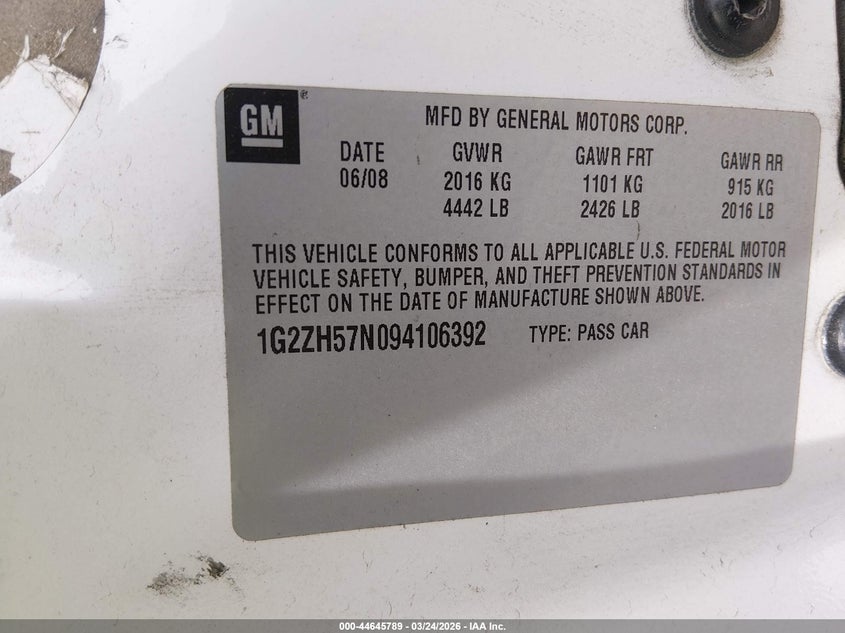 GM®
MFD BY GENERAL MOTORS CORP.
DATE GVWR GAWR FRT GAWR RR
06/08 2016 KG 1101 KG 915 KG
4442 LB 2426 LB 2016 LB
THIS VEHICLE CONFORMS TO ALL APPLICABLE U.S. FEDERAL MOTOR
VEHICLE SAFETY, BUMPER, AND THEFT PREVENTION STANDARDS IN
EFFECT ON THE DATE OF MANUFACTURE SHOWN ABOVE.
1G2ZH57N094106392 TYPE: PASS CAR
000-44645789 - 03/24/2026 - IAA Inc.